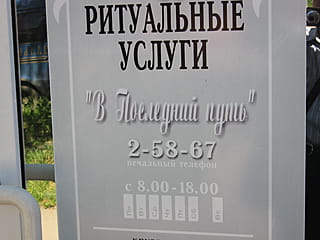 РИТУАЛЬНЫЕ
УСЛУГИ
"В Последний путь"
2-58-67
печальный телефон
с 8.00-18.00